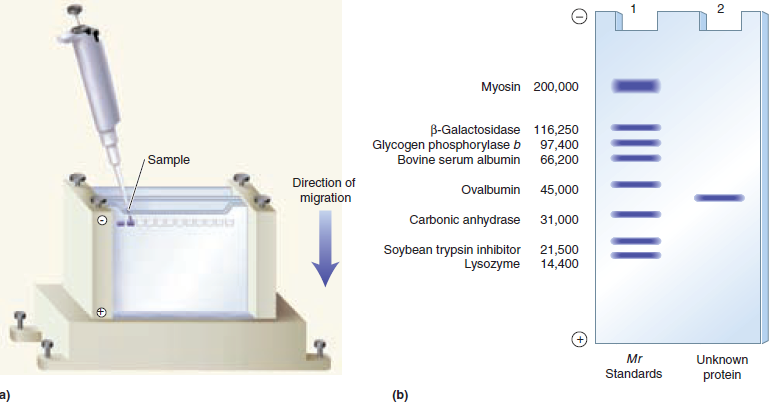 Sample
Direction of
migration
−
+
a)
1 2
−
Myosin 200,000
β-Galactosidase 116,250
Glycogen phosphorylase b 97,400
Bovine serum albumin 66,200
Ovalbumin 45,000
Carbonic anhydrase 31,000
Soybean trypsin inhibitor 21,500
Lysozyme 14,400
+
Mr
Standards
Unknown
protein
(b)